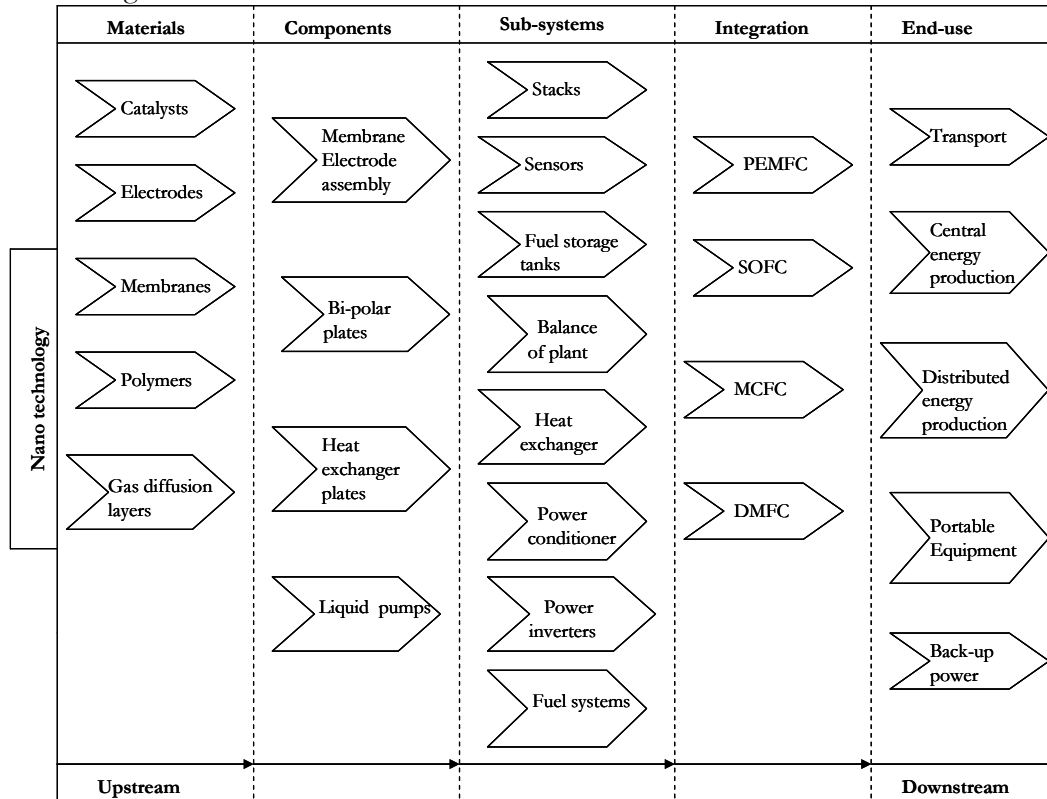 Materials
Components
Sub-systems
Integration
End-use
Nano technology
Catalysts
Electrodes
Membranes
Polymers
Gas diffusion
layers
Membrane
Electrode
assembly
Bi-polar
plates
Heat
exchanger
plates
Liquid pumps
Stacks
Sensors
Fuel storage
tanks
Balance
of plant
Heat
exchanger
Power
conditioner
Power
inverters
Fuel systems
PEMFC
SOFC
MCFC
DMFC
Transport
Central
energy
production
Distributed
energy
production
Portable
Equipment
Back-up
power
Upstream
Downstream